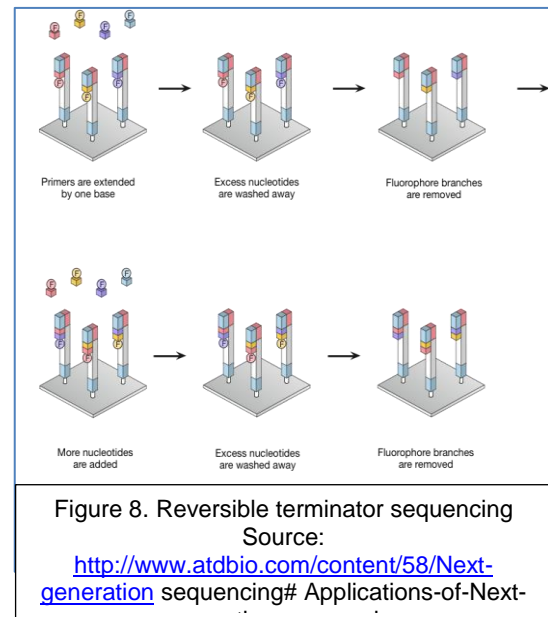 F F F F
F F F
F F F
Primers are extended
by one base
Excess nucleotides
are washed away
Fluorophore branches
are removed
F F F F
F F F
F F F
More nucleotides
are added
Excess nucleotides
are washed away
Fluorophore branches
are removed
Figure 8. Reversible terminator sequencing
Source:
http://www.atdbio.com/content/58/Next-
generation sequencing# Applications-of-Next-